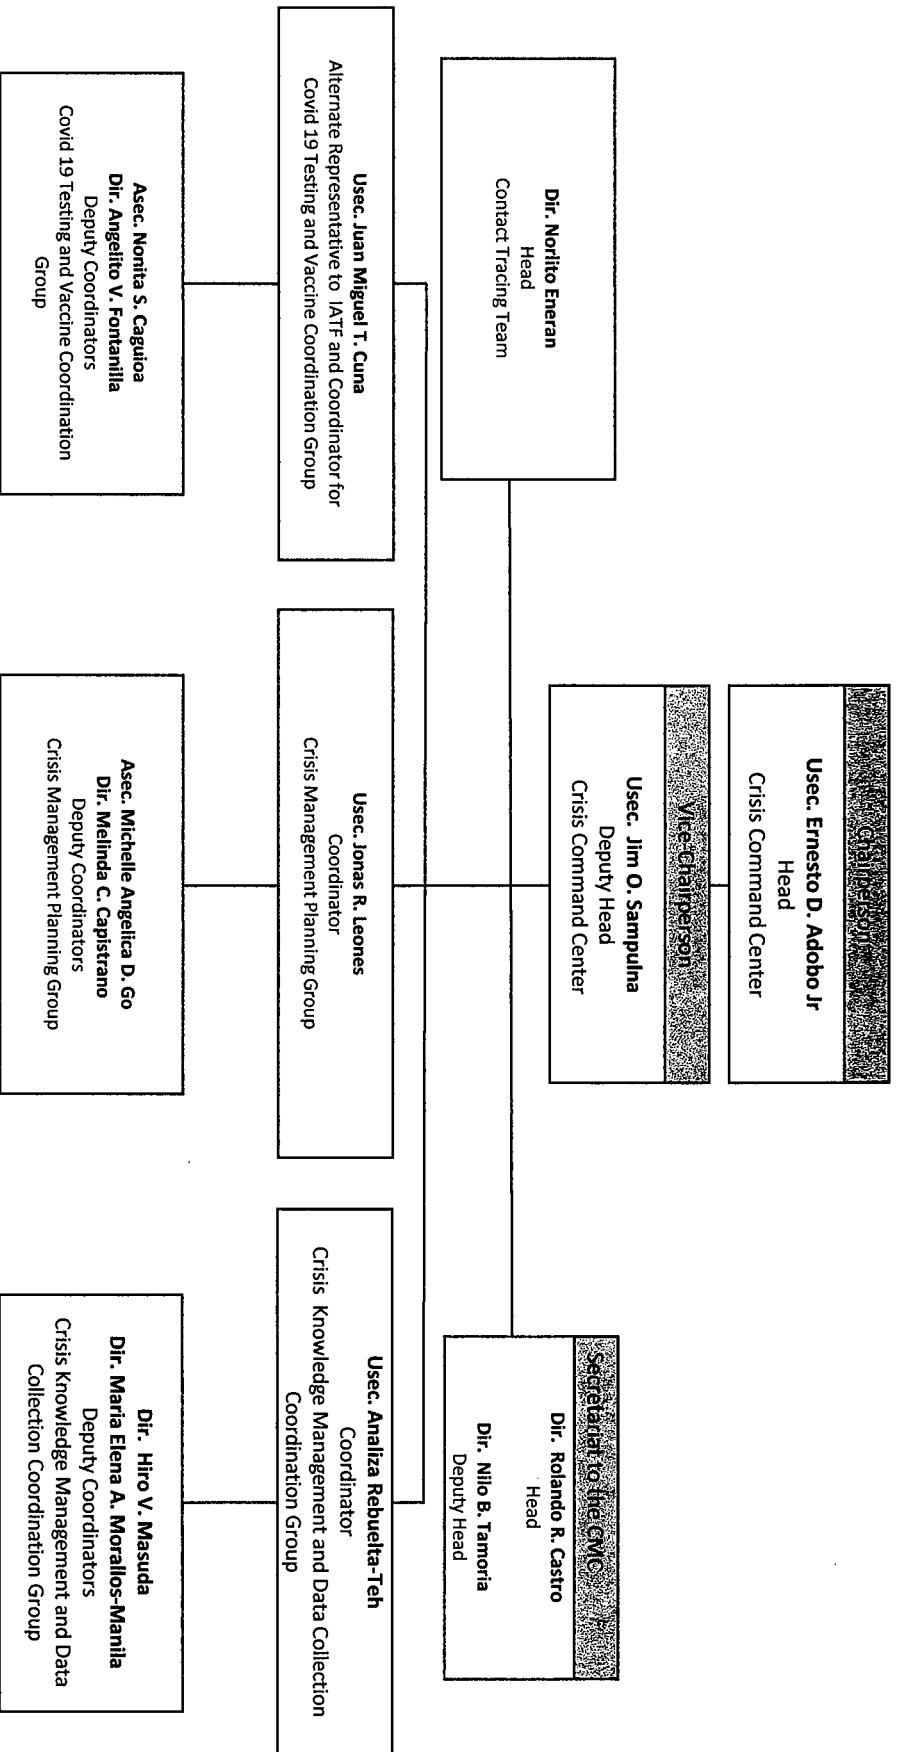 Chairperson
Usec. Ernesto D. Adobo Jr
Head
Crisis Command Center
Vice-Chairperson
Usec. Jim O. Sampulna
Deputy Head
Crisis Command Center
Dir. Norlito Eneran
Head
Contact Tracing Team
Secretariat to the CMC
Dir. Rolando R. Castro
Head
Dir. Nilo B. Tamoria
Deputy Head
Usec. Juan Miguel T. Cuna
Alternate Representative to IATF and Coordinator for
Covid 19 Testing and Vaccine Coordination Group
Usec. Jonas R. Leones
Coordinator
Crisis Management Planning Group
Usec. Analiza Rebuelta-Teh
Coordinator
Crisis Knowledge Management and Data Collection
Coordination Group
Asec. Nonita S. Caguioa
Dir. Angelito V. Fontanilla
Deputy Coordinators
Covid 19 Testing and Vaccine Coordination
Group
Asec. Michelle Angelica D. Go
Dir. Melinda C. Capistrano
Deputy Coordinators
Crisis Management Planning Group
Dir. Hiro V. Masuda
Dir. Maria Elena A. Morallos-Manila
Deputy Coordinators
Crisis Knowledge Management and Data
Collection Coordination Group